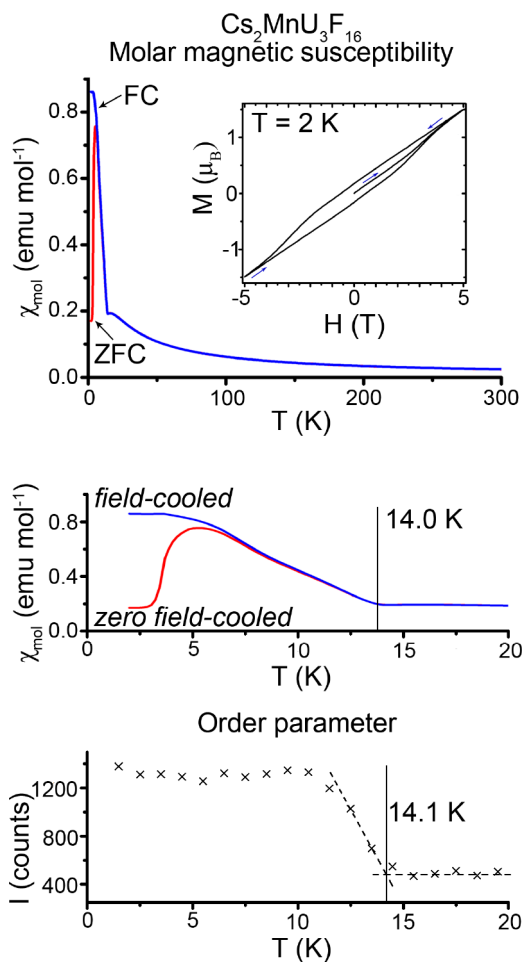 Cs₂MnU₃F₁₆
Molar magnetic susceptibility
χmol (emu mol⁻¹)
0.8
0.6
0.4
0.2
0.0
FC
ZFC
0
100
200
300
T (K)
T = 2 K
M (μB)
1
0
-1
-5
0
5
H (T)
χmol (emu mol⁻¹)
0.8
0.4
0.0
field-cooled
14.0 K
zero field-cooled
0
5
10
15
20
T (K)
Order parameter
I (counts)
1200
800
400
14.1 K
0
5
10
15
20
T (K)